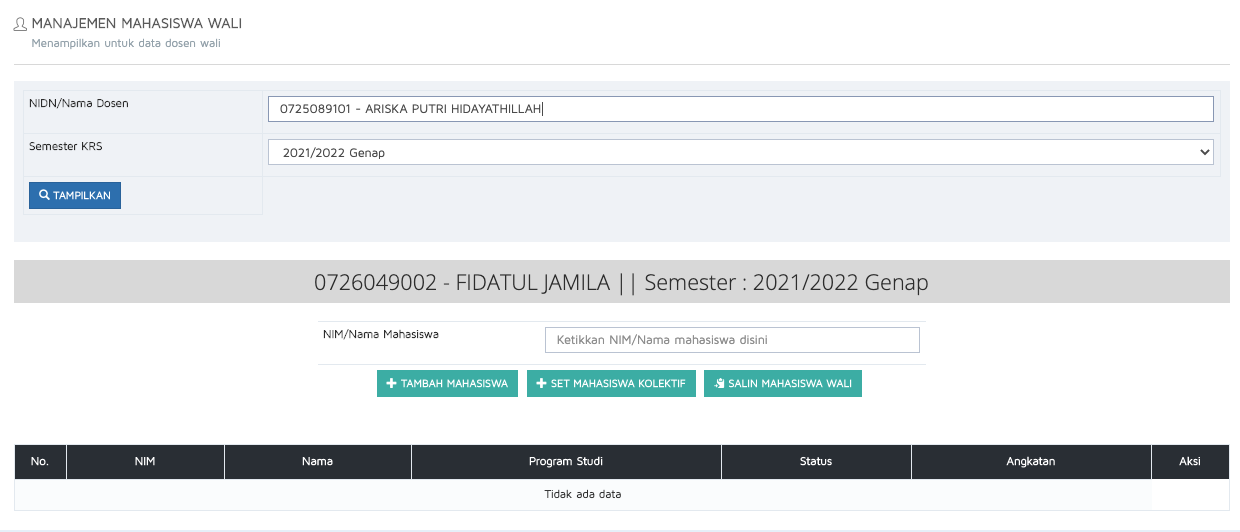 MANAJEMEN MAHASISWA WALI
Menampilkan untuk data dosen wali
NIDN/Nama Dosen
0725089101 - ARISKA PUTRI HIDAYATHILLAH
Semester KRS
2021/2022 Genap
TAMPILKAN
0726049002 - FIDATUL JAMILA || Semester : 2021/2022 Genap
NIM/Nama Mahasiswa
Ketikkan NIM/Nama mahasiswa disini
TAMBAH MAHASISWA SET MAHASISWA KOLEKTIF SALIN MAHASISWA WALI
No. NIM Nama Program Studi Status Angkatan Aksi
Tidak ada data